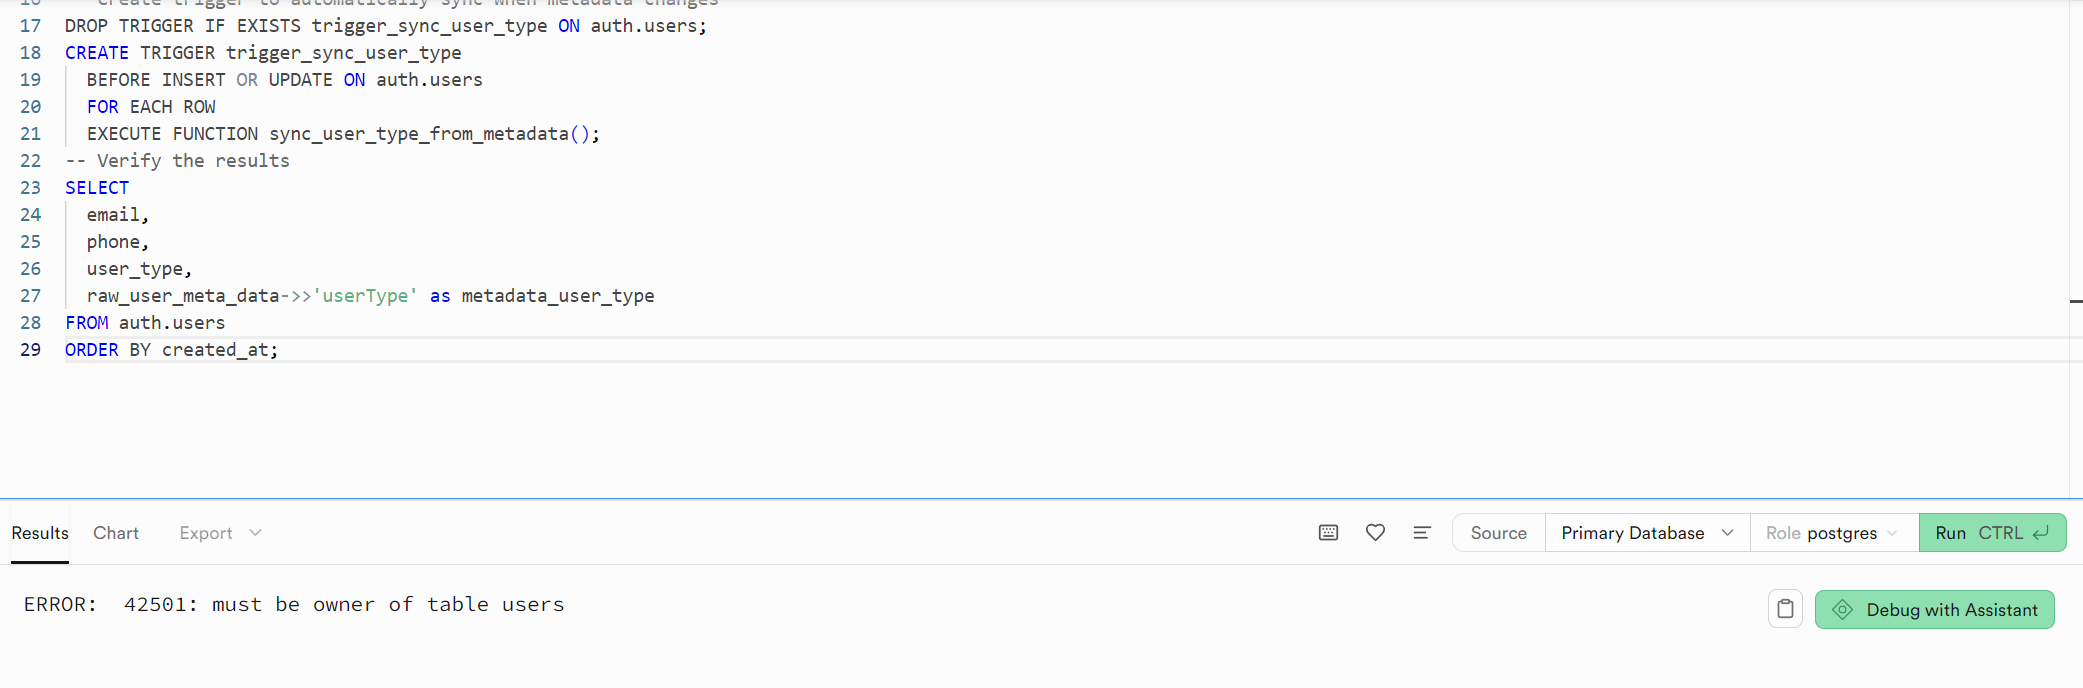 16 -- Create trigger to automatically sync when metadata changes
17 DROP TRIGGER IF EXISTS trigger_sync_user_type ON auth.users;
18 CREATE TRIGGER trigger_sync_user_type
19 BEFORE INSERT OR UPDATE ON auth.users
20 FOR EACH ROW
21 EXECUTE FUNCTION sync_user_type_from_metadata();
22 -- Verify the results
23 SELECT
24 email,
25 phone,
26 user_type,
27 raw_user_meta_data->>'userType' as metadata_user_type
28 FROM auth.users
29 ORDER BY created_at;
Results Chart Export Source Primary Database Role postgres Run CTRL
ERROR: 42501: must be owner of table users Debug with Assistant